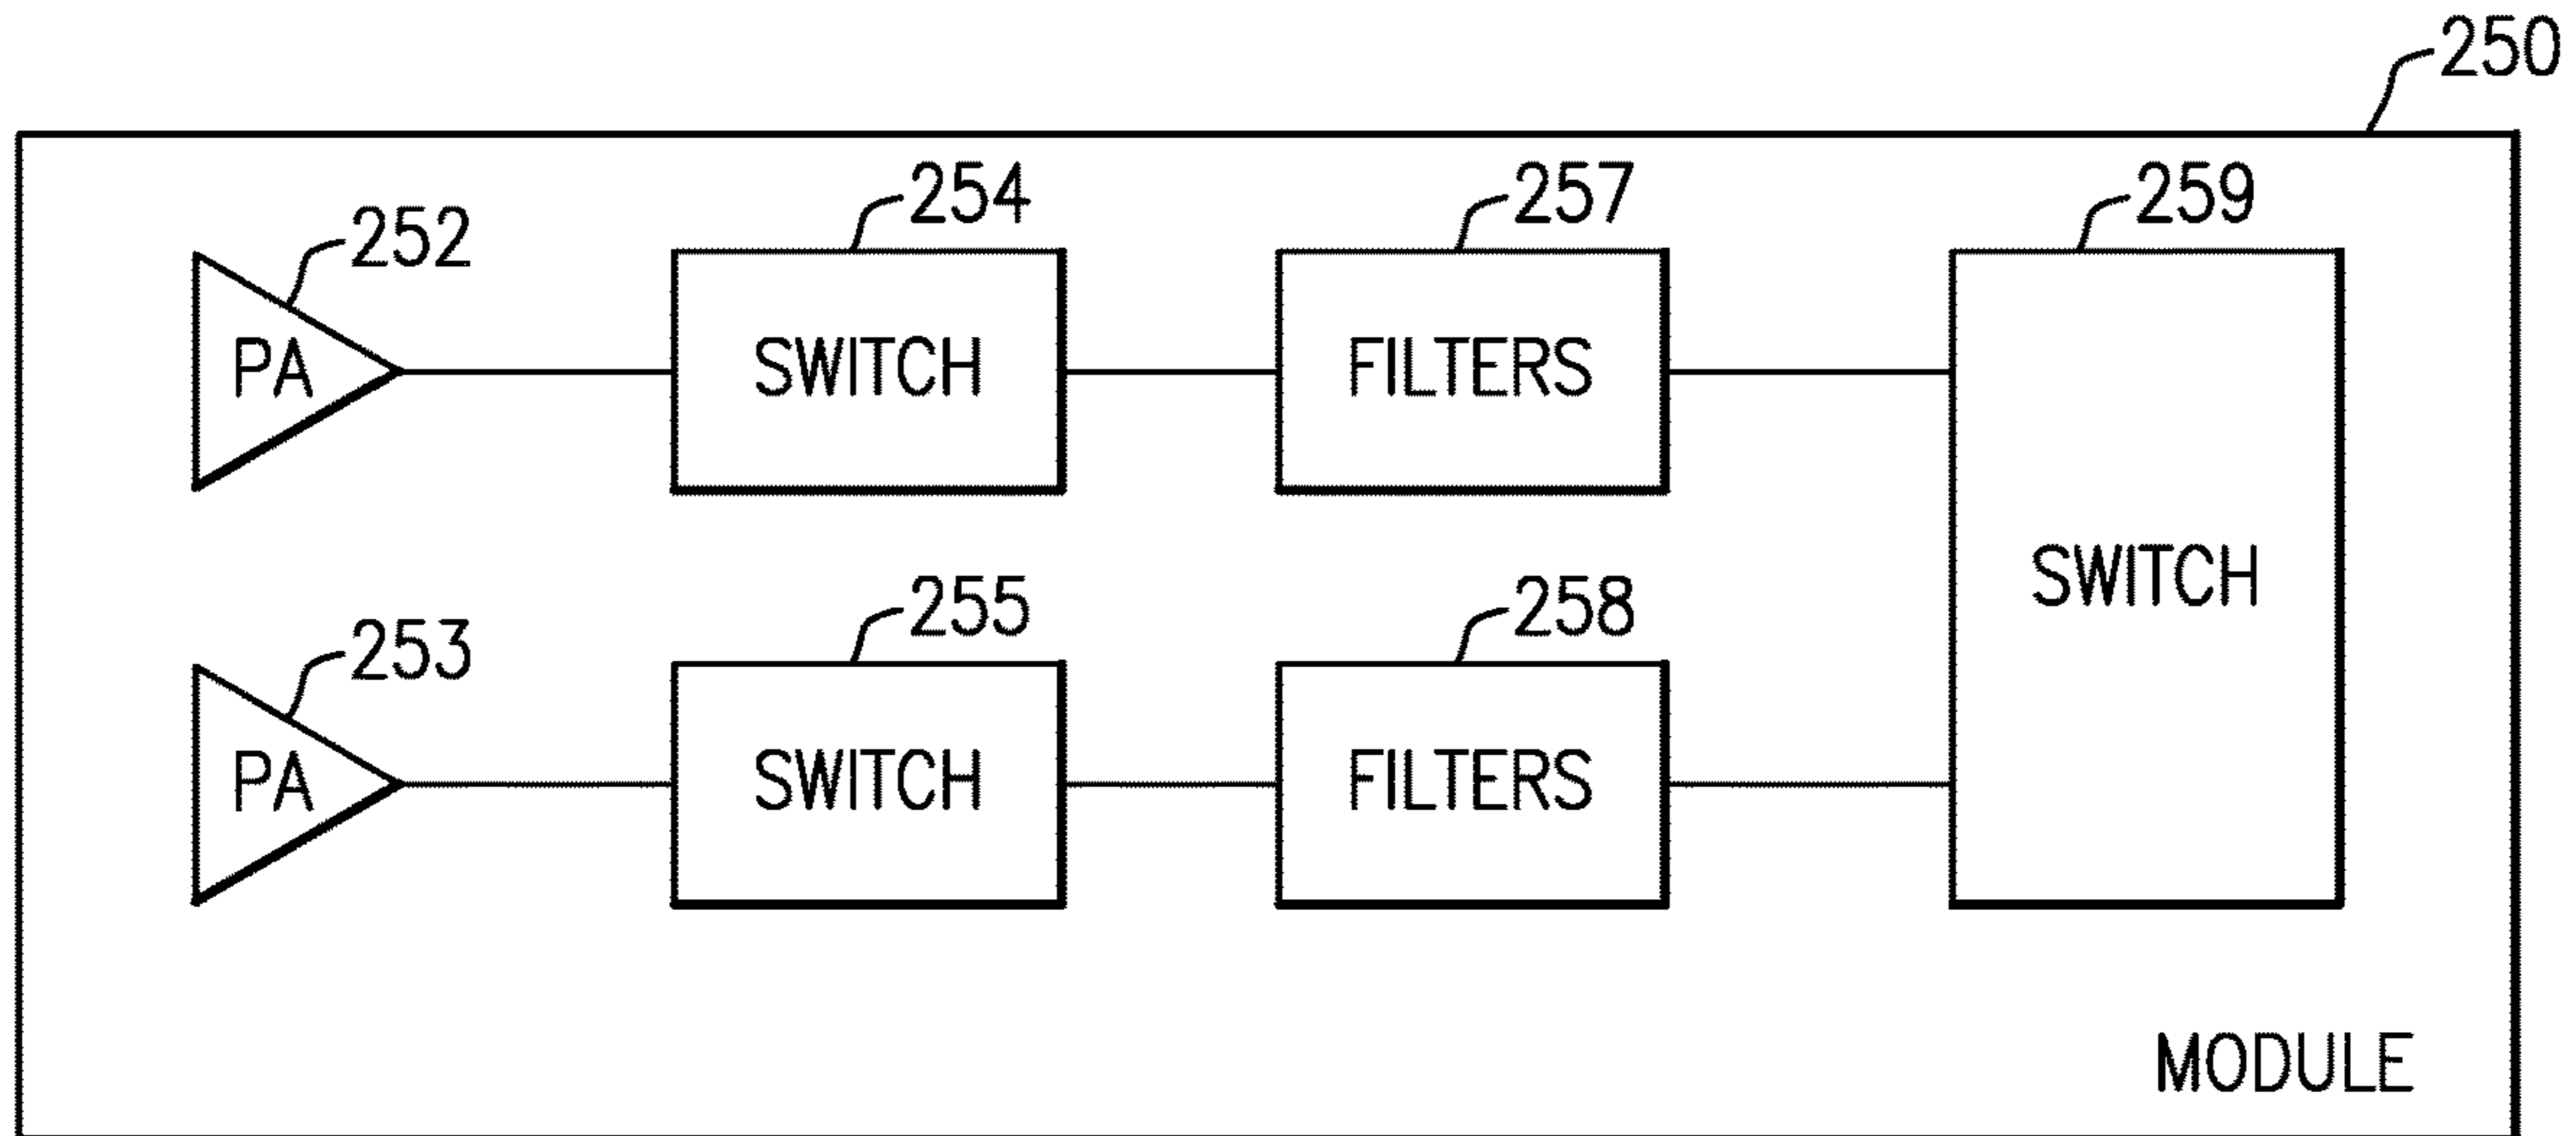 250
254
257
259
252
PA
SWITCH
FILTERS
SWITCH
255
258
253
PA
SWITCH
FILTERS
MODULE